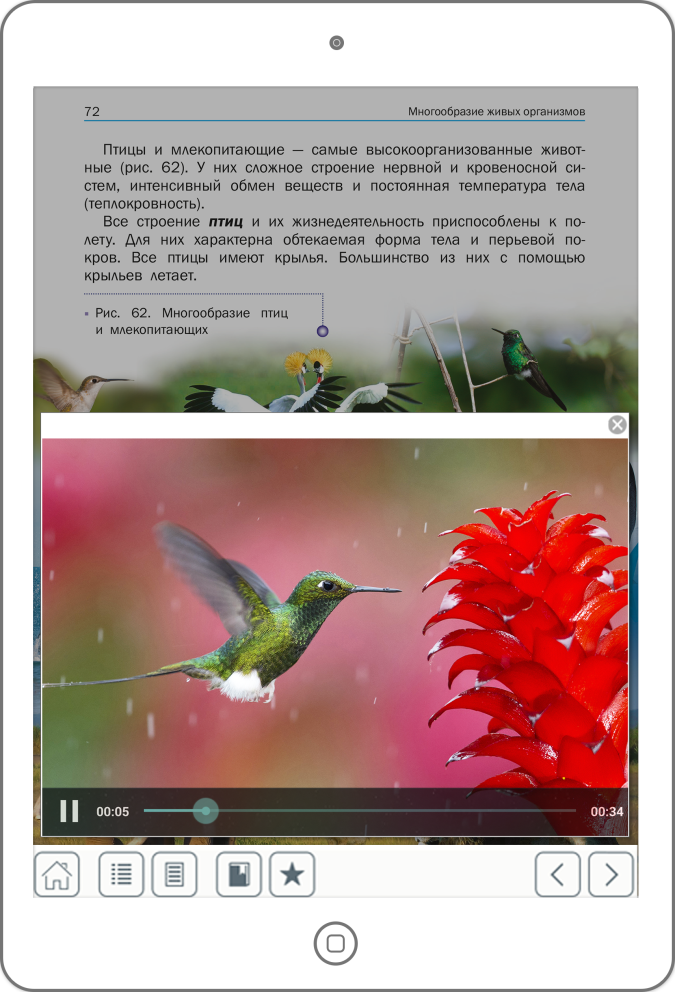 72 Многообразие живых организмов
Птицы и млекопитающие — самые высокоорганизованные живот-
ные (рис. 62). У них сложное строение нервной и кровеносной си-
стем, интенсивный обмен веществ и постоянная температура тела
(теплокровность).
Все строение птиц и их жизнедеятельность приспособлены к по-
лету. Для них характерна обтекаемая форма тела и перьевой по-
кров. Все птицы имеют крылья. Большинство из них с помощью
крыльев летает.
Рис. 62. Многообразие птиц
и млекопитающих
00:05 00:34